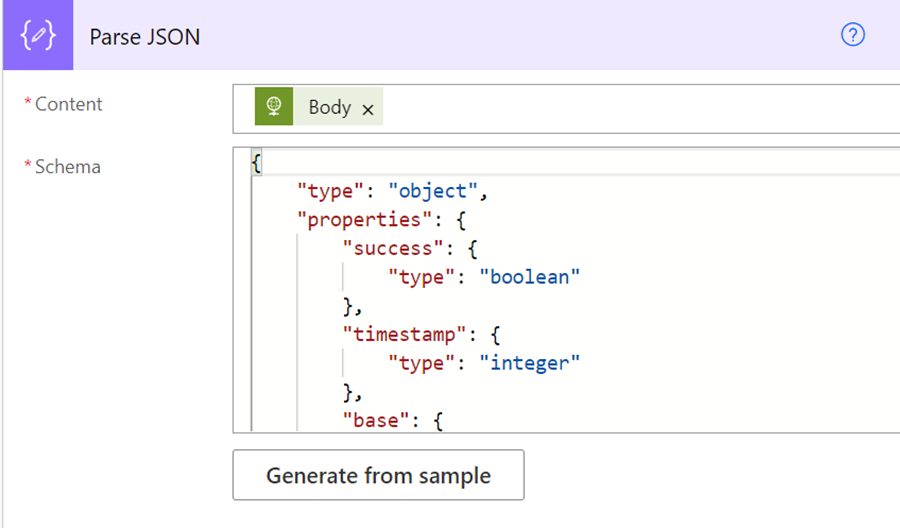 Parse JSON
?
* Content
Body ×
* Schema
{
    "type": "object",
    "properties": {
        "success": {
            "type": "boolean"
        },
        "timestamp": {
            "type": "integer"
        },
        "base": {
Generate from sample